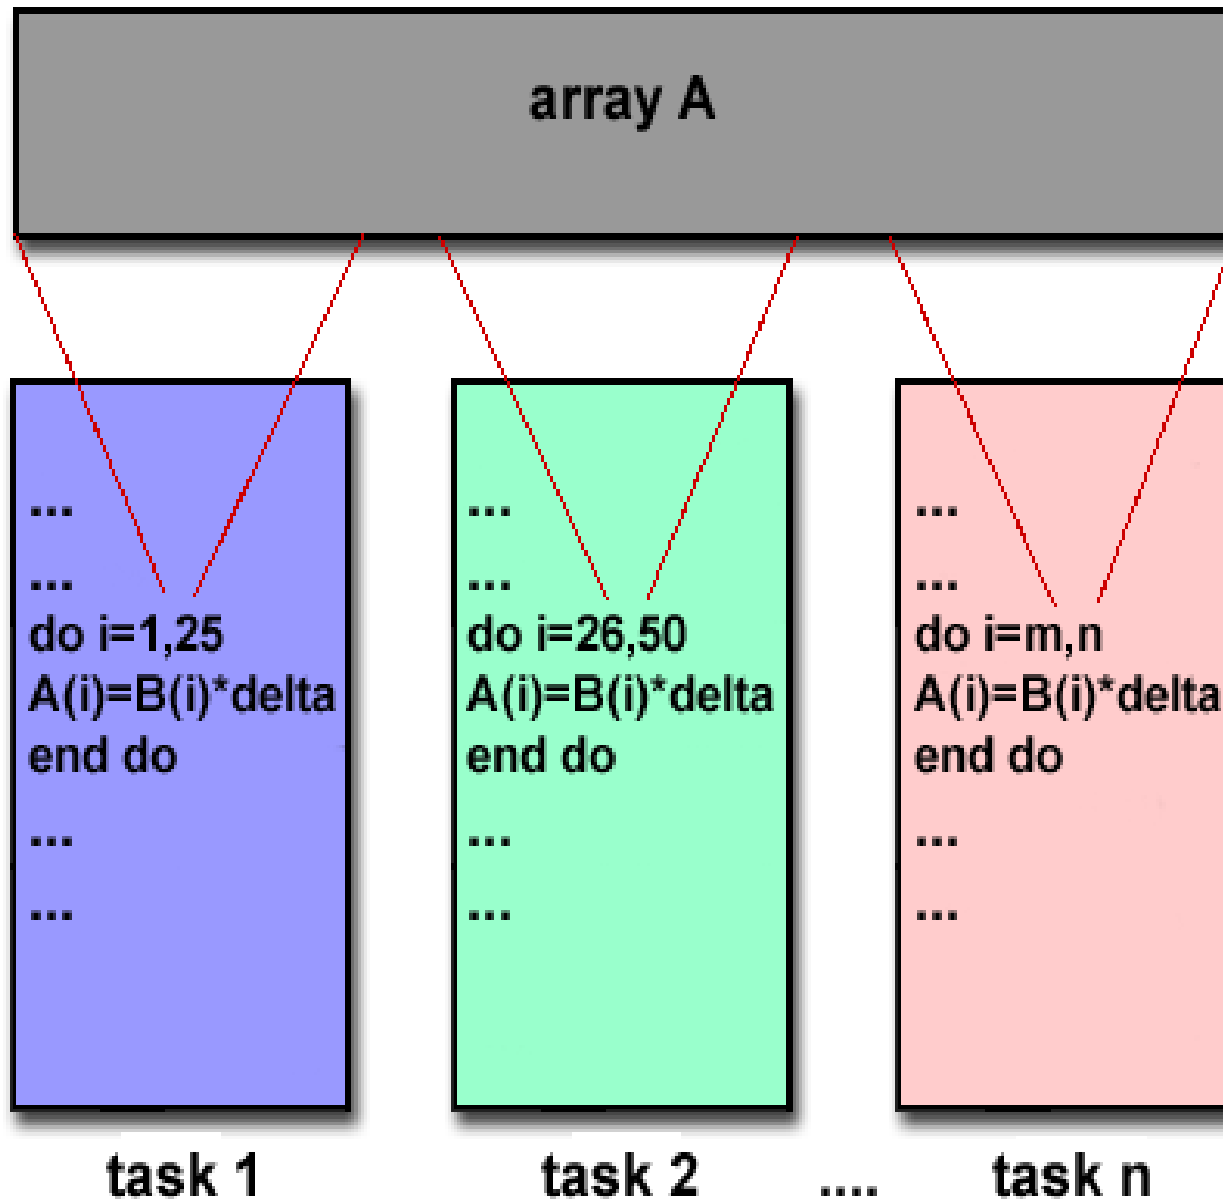 array A
...
...
do i=1,25
A(i)=B(i)*delta
end do
...
...
task 1
...
...
do i=26,50
A(i)=B(i)*delta
end do
...
...
task 2
....
...
...
do i=m,n
A(i)=B(i)*delta
end do
...
...
task n